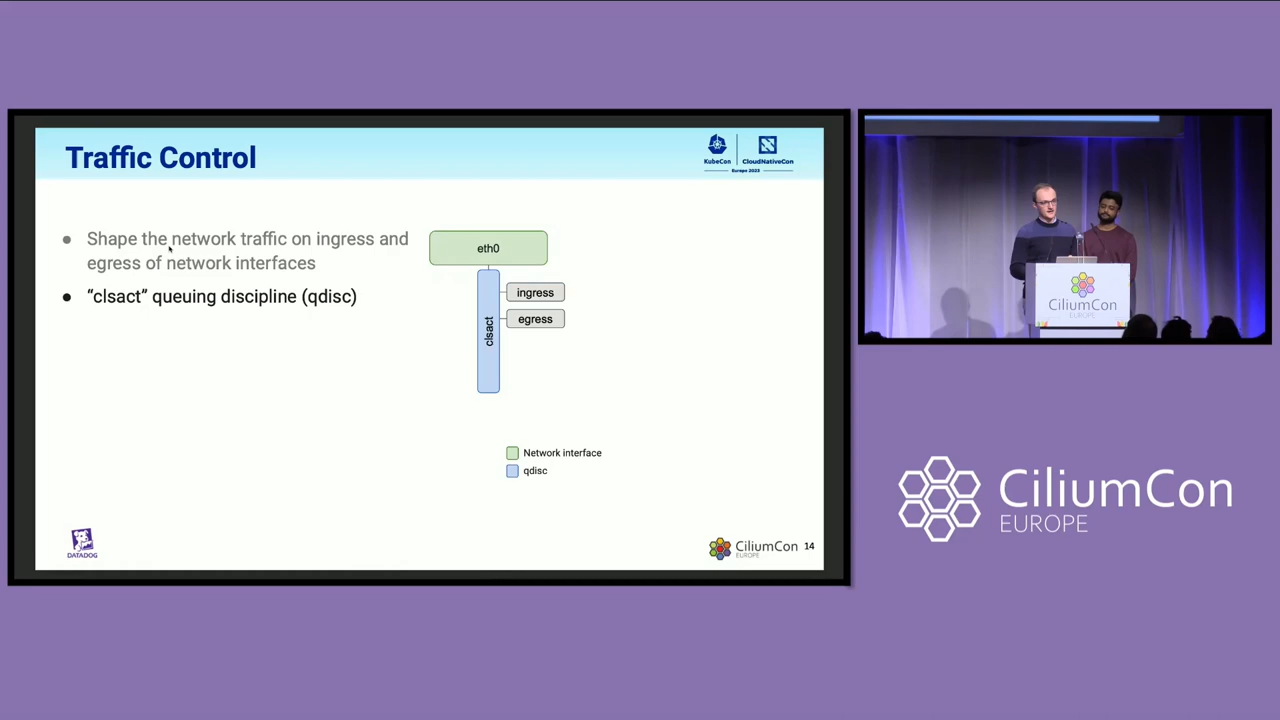 Traffic Control
KubeCon
CloudNativeCon
Europe 2023
Shape the network traffic on ingress and
egress of network interfaces
“clsact” queuing discipline (qdisc)
eth0
ingress
egress
clsact
Network interface
qdisc
DATADOG
CiliumCon
EUROPE
14
CiliumCon
EUROPE
CiliumCon
EUROPE